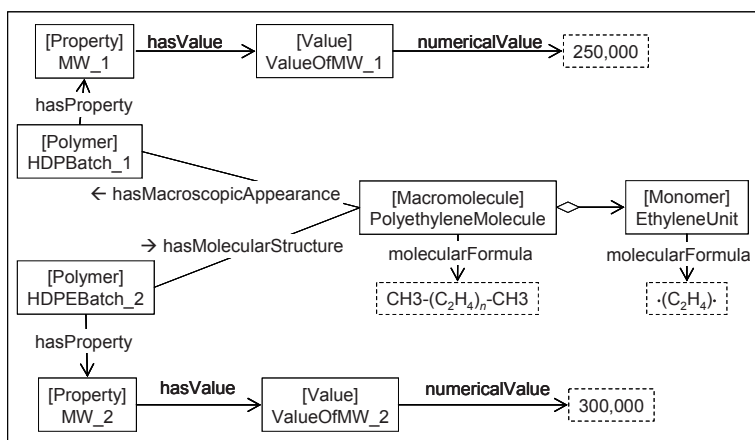 [Property]
MW_1
hasValue
[Value]
ValueOfMW_1
numericalValue
250,000
hasProperty
[Polymer]
HDPBatch_1
← hasMacroscopicAppearance
[Macromolecule]
PolyethyleneMolecule
[Monomer]
EthyleneUnit
→ hasMolecularStructure
molecularFormula
molecularFormula
[Polymer]
HDPEBatch_2
CH3-(C₂H₄)ₙ-CH3
·(C₂H₄)·
hasProperty
[Property]
MW_2
hasValue
[Value]
ValueOfMW_2
numericalValue
300,000